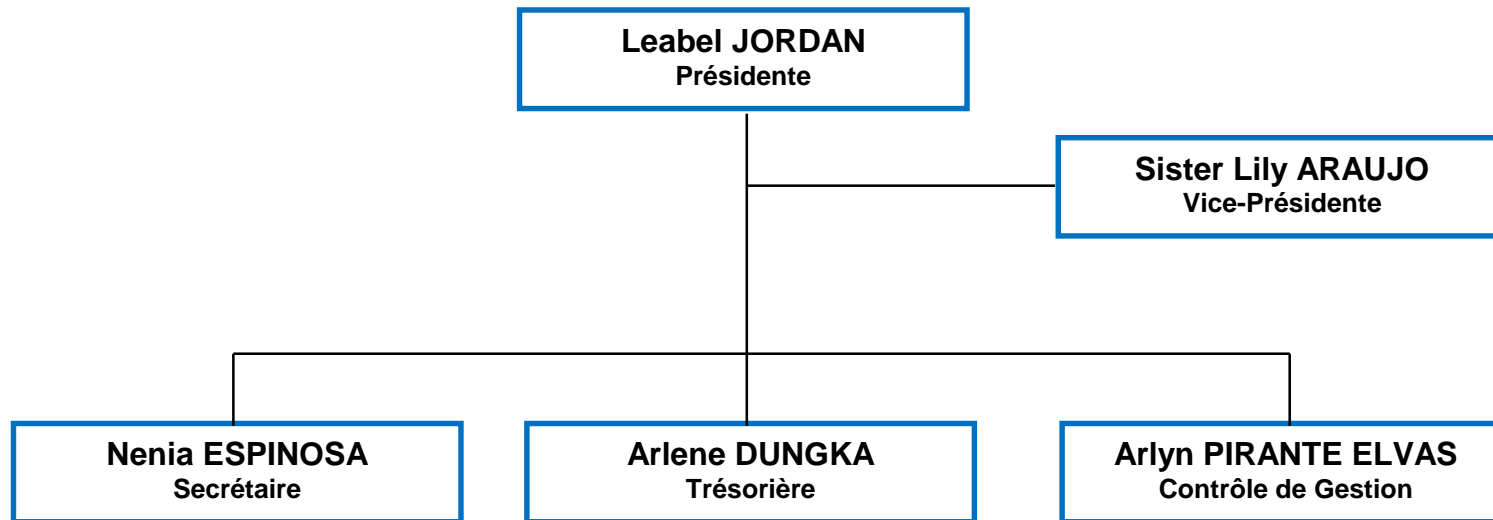 Leabel JORDAN
Présidente
Sister Lily ARAUJO
Vice-Présidente
Nenia ESPINOSA
Secrétaire
Arlene DUNGKA
Trésorière
Arlyn PIRANTE ELVAS
Contrôle de Gestion